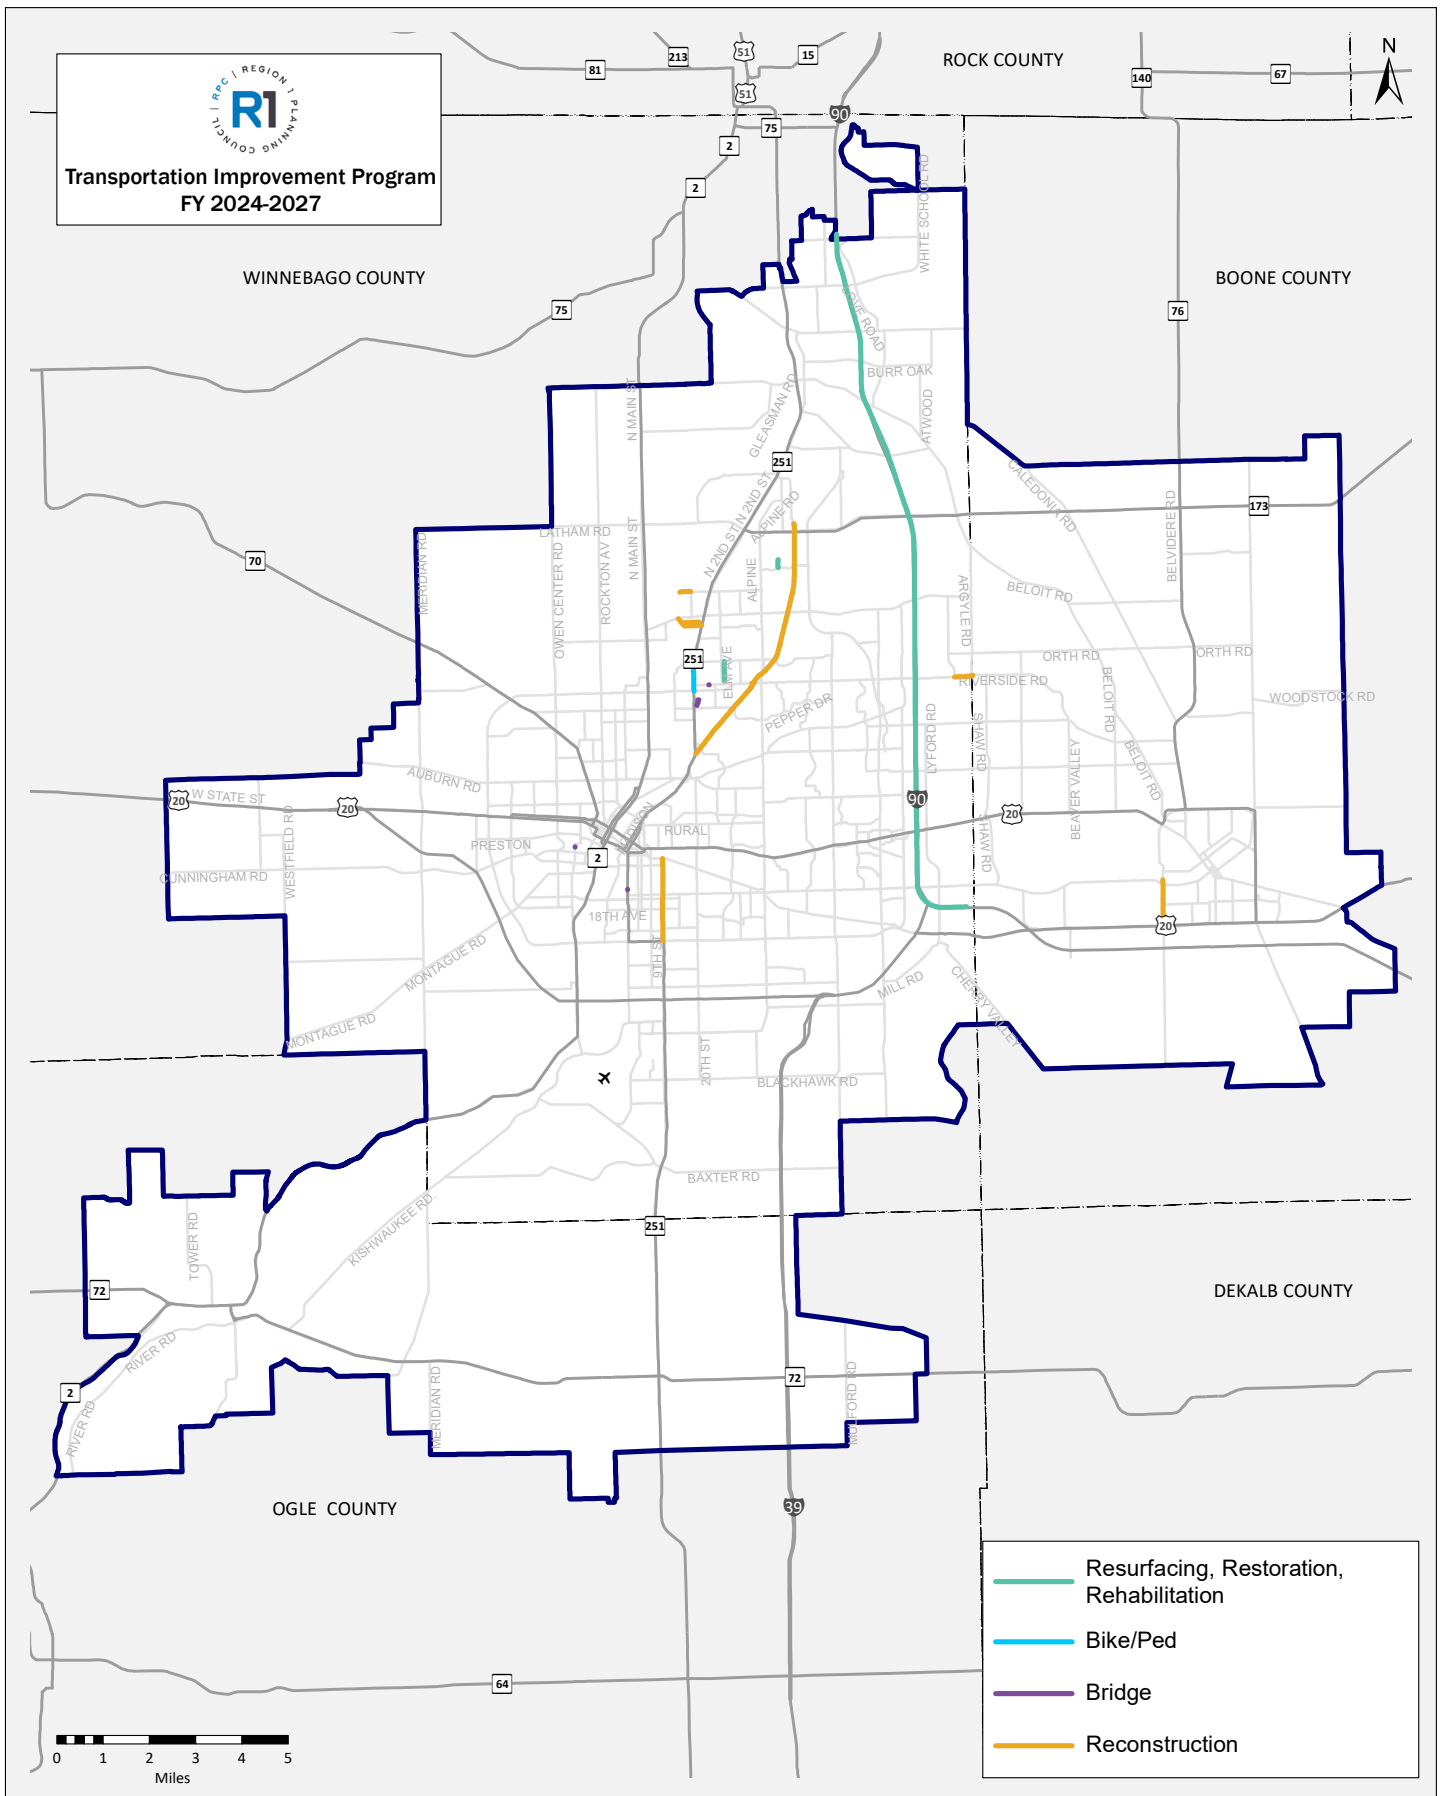 RPC | REGION 1 PLANNING COUNCIL |
R1
Transportation Improvement Program
FY 2024-2027
ROCK COUNTY
N
81
213
51
15
51
140
67
90
75
2
2
WHITE SCHOOL RD
WINNEBAGO COUNTY
BOONE COUNTY
75
76
BURR OAK
N MAIN ST
GLEASMAN RD
ATWOOD
251
CALEDONIA RD
173
BELVIDERE RD
N 2ND ST
N 2ND ST
ALPINE RD
LATHAM RD
70
MERIDIAN RD
OWEN CENTER RD
ROCKTON AV
N MAIN ST
ALPINE
ARGYLE RD
BELOIT RD
251
ELM AVE
ORTH RD
ORTH RD
RIVERSIDE RD
BELOIT RD
WOODSTOCK RD
PEPPER DR
LYFORD RD
SHAW RD
BEAVER VALLEY
BELOIT RD
AUBURN RD
20
W STATE ST
20
90
20
WESTFIELD RD
PRESTON
2
RURAL
SHAW RD
CUNNINGHAM RD
18TH AVE
20
9TH ST
MONTAGUE RD
MILL RD
CHERRY VALLEY
MONTAGUE RD
20TH ST
BLACKHAWK RD
BAXTER RD
KISHWAUKEE RD.
251
TOWER RD
72
DEKALB COUNTY
RIVER RD
2
RIVER RD
MERIDIAN RD
72
MULFORD RD
OGLE COUNTY
39
64
Resurfacing, Restoration,
Rehabilitation
Bike/Ped
Bridge
Reconstruction
0 1 2 3 4 5
Miles